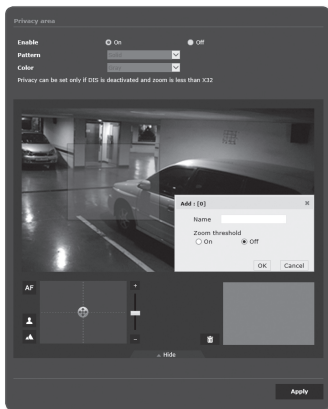 Privacy area
Enable On Off
Pattern
Color
Privacy can be set only if DIS is deactivated and zoom is less than X32
Add : [0] ×
Name
Zoom threshold
On Off
OK Cancel
AF
+
-
Hide
Apply